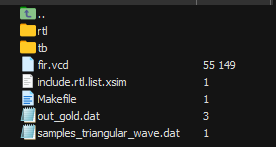 ..
rtl
tb
fir.vcd 55 149
include.rtl.list.xsim 1
Makefile 1
out_gold.dat 3
samples_triangular_wave.dat 1